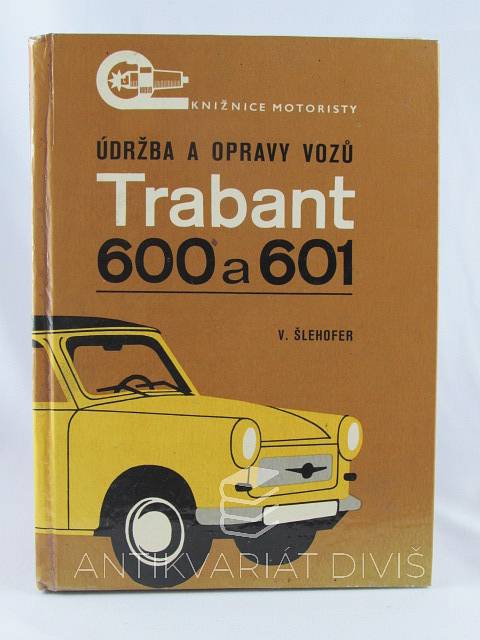 KNIŽNICE MOTORISTY
ÚDRŽBA A OPRAVY VOZŮ
Trabant
600 a 601
V. ŠLEHOFER
ANTIKVARIÁT DIVIŠ